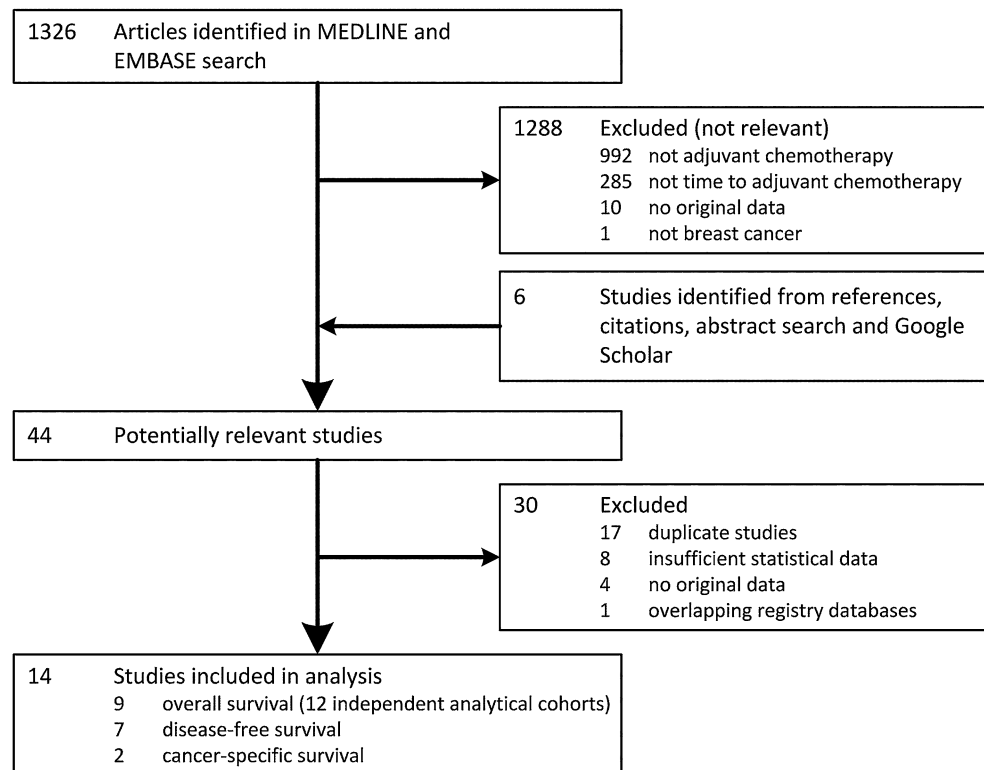 1326 Articles identified in MEDLINE and
EMBASE search
1288 Excluded (not relevant)
992 not adjuvant chemotherapy
285 not time to adjuvant chemotherapy
10 no original data
1 not breast cancer
6 Studies identified from references,
citations, abstract search and Google
Scholar
44 Potentially relevant studies
30 Excluded
17 duplicate studies
8 insufficient statistical data
4 no original data
1 overlapping registry databases
14 Studies included in analysis
9 overall survival (12 independent analytical cohorts)
7 disease-free survival
2 cancer-specific survival